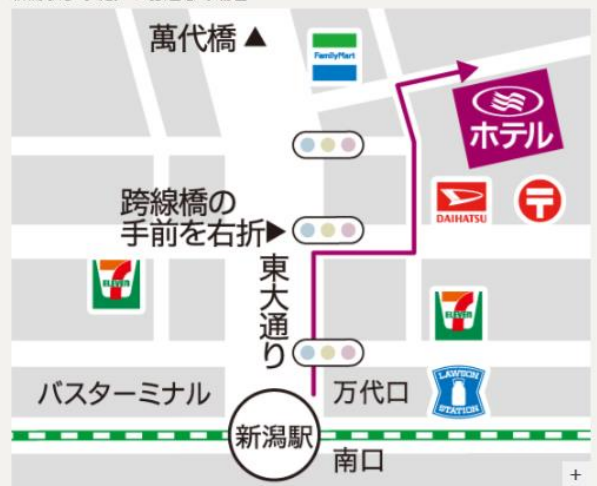 萬代橋▲
FamilyMart
ホテル
跨線橋の
手前を右折▶
DAIHATSU
〒
東大通り
7
ELEVEn
7
ELEVEn
バスターミナル
万代口
LAWSON
STATION
新潟駅
南口
+